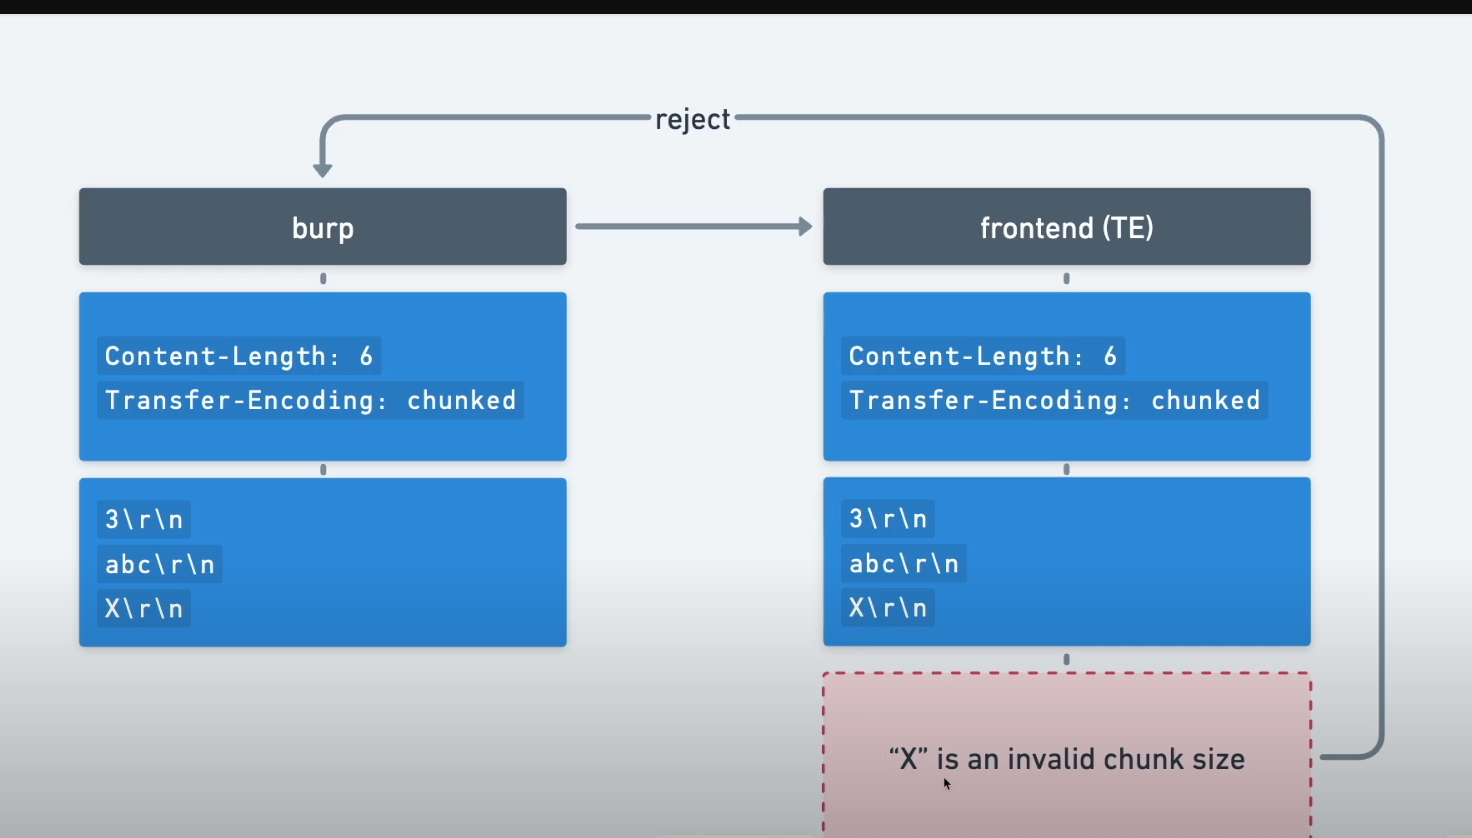 reject
burp
frontend (TE)
Content-Length: 6
Transfer-Encoding: chunked
Content-Length: 6
Transfer-Encoding: chunked
3\r\n
abc\r\n
X\r\n
3\r\n
abc\r\n
X\r\n
“X” is an invalid chunk size